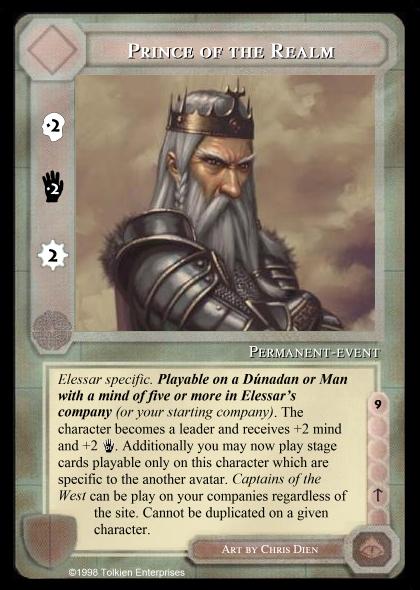 Prince of the Realm
·2
·2
2
Permanent-event
Elessar specific. Playable on a Dúnadan or Man
with a mind of five or more in Elessar's
company (or your starting company). The
character becomes a leader and receives +2 mind
and +2 . Additionally you may now play stage
cards playable only on this character which are
specific to the another avatar. Captains of the
West can be play on your companies regardless of
the site. Cannot be duplicated on a given
character.
9
Art by Chris Dien
©1998 Tolkien Enterprises